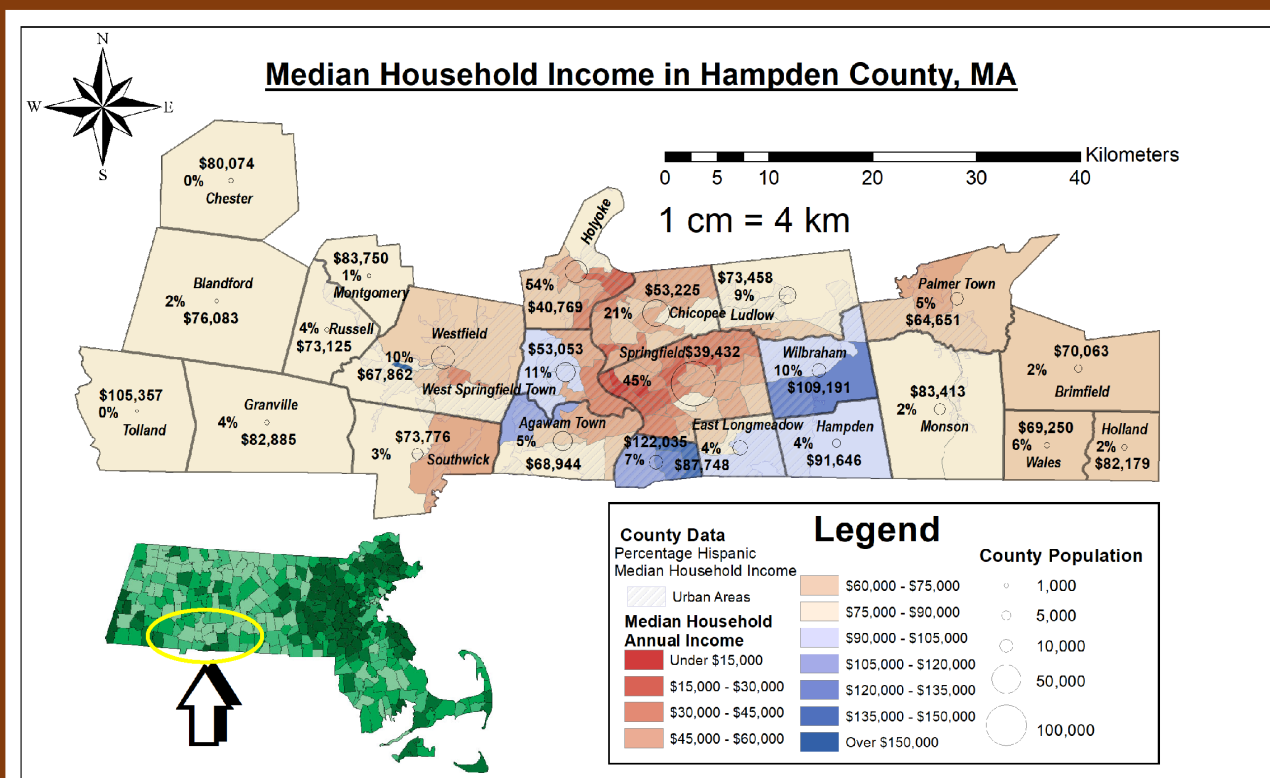 N
W E
S
Median Household Income in Hampden County, MA
Kilometers
0 5 10 20 30 40
1 cm = 4 km
$80,074
0%
Chester
Blandford
2%
$76,083
$83,750
1%
Montgomery
4% Russell
$73,125
$105,357
0%
Tolland
Granville
4%
$82,885
Westfield
10%
$67,862
$73,776
3%
Southwick
Holyoke
54%
$40,769
$53,053
11%
West Springfield Town
Agawam Town
5%
$68,944
$53,225
21% Chicopee
$73,458
9%
Ludlow
Springfield $39,432
45%
$122,035
7%
East Longmeadow
4%
$87,748
Wilbraham
10%
$109,191
Hampden
4%
$91,646
Palmer Town
5%
$64,651
$83,413
2%
Monson
$70,063
2%
Brimfield
$69,250
6%
Wales
Holland
2%
$82,179
Legend
County Data
Percentage Hispanic
Median Household Income
Urban Areas
Median Household
Annual Income
Under $15,000
$15,000 - $30,000
$30,000 - $45,000
$45,000 - $60,000
$60,000 - $75,000
$75,000 - $90,000
$90,000 - $105,000
$105,000 - $120,000
$120,000 - $135,000
$135,000 - $150,000
Over $150,000
County Population
1,000
5,000
10,000
50,000
100,000